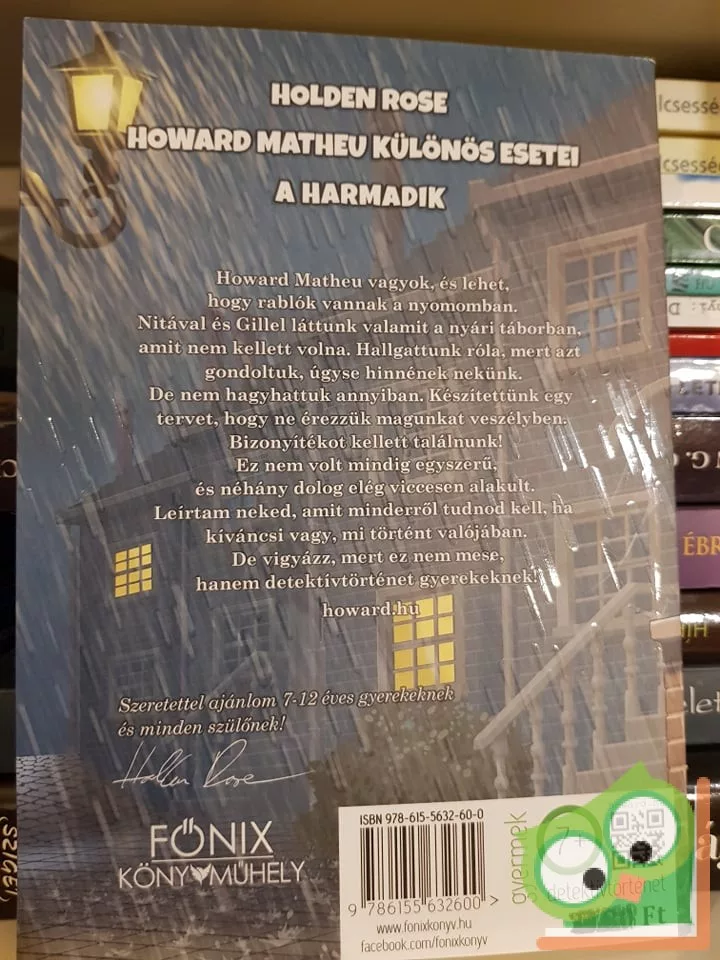 HOLDEN ROSE
HOWARD MATHEU KÜLÖNÖS ESETEI
A HARMADIK
Howard Matheu vagyok, és lehet,
hogy rablók vannak a nyomomban.
Nitával és Gillel láttunk valamit a nyári táborban,
amit nem kellett volna. Hallgattunk róla, mert azt
gondoltuk, úgyse hinnének nekünk.
De nem hagyhattuk annyiban. Készítettünk egy
tervet, hogy ne érezzük magunkat veszélyben.
Bizonyítékot kellett találnunk!
Ez nem volt mindig egyszerű,
és néhány dolog elég viccesen alakult.
Leírtam neked, amit minderről tudnod kell, ha
kíváncsi vagy, mi történt valójában.
De vigyázz, mert ez nem mese,
hanem detektívtörténet gyerekeknek!
howard.hu
Szeretettel ajánlom 7-12 éves gyerekeknek
és minden szülőnek!
Holden Rose
FŐNIX
KÖNYVMŰHELY
ISBN 978-615-5632-60-0
9 786155 632600 >
www.fonixkonyv.hu
facebook.com/fonixkonyv
gyermek
7+
detektívtörténet
Ft
ÉBR
SZIGET